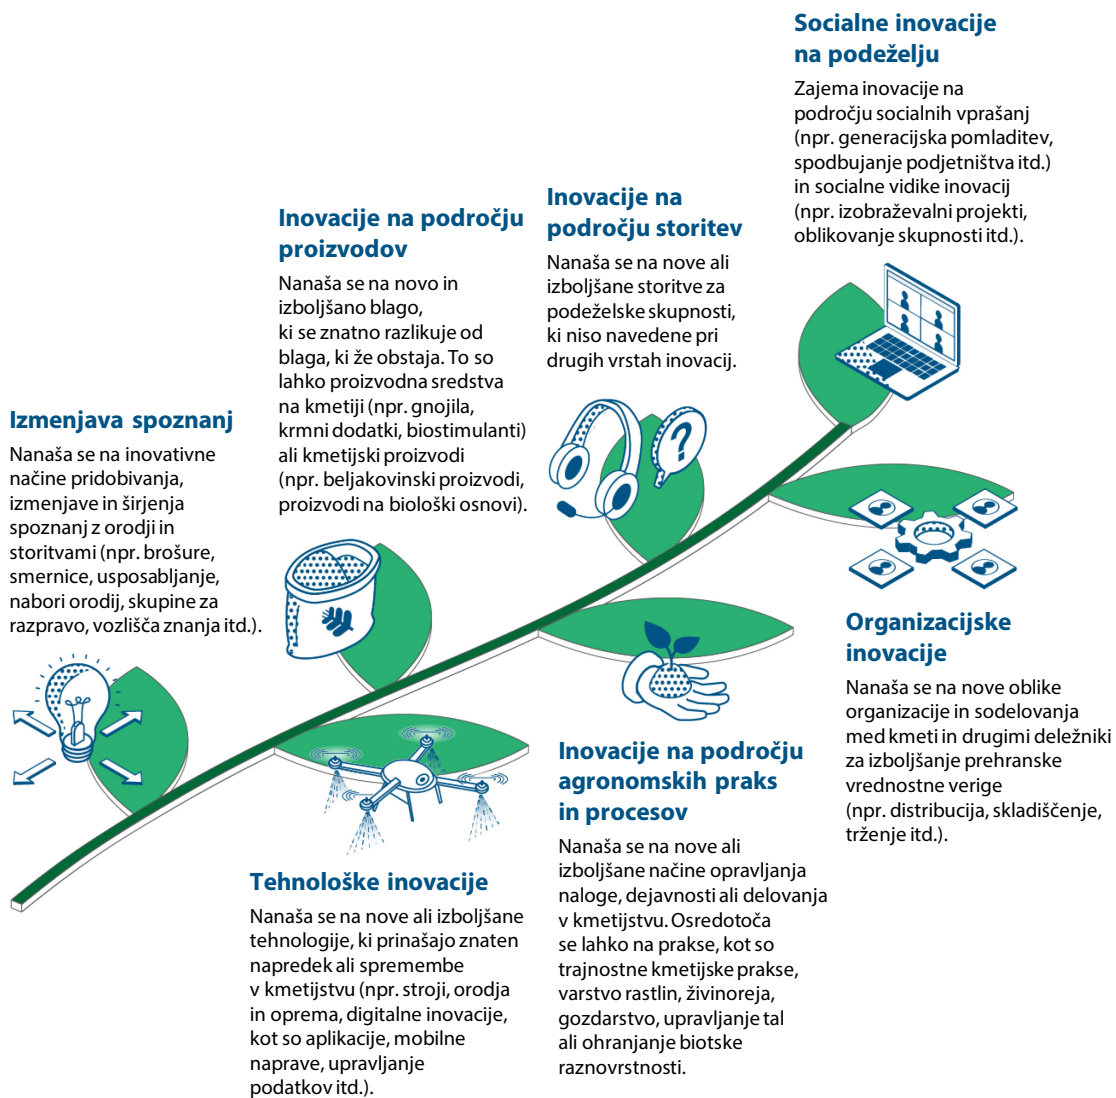 Socialne inovacije
na podeželju
Zajema inovacije na
področju socialnih vprašanj
(npr. generacijska pomladitev,
spodbujanje podjetništva itd.)
in socialne vidike inovacij
(npr. izobraževalni projekti,
oblikovanje skupnosti itd.).
Inovacije na
področju storitev
Nanaša se na nove ali
izboljšane storitve za
podeželske skupnosti,
ki niso navedene pri
drugih vrstah inovacij.
Inovacije na področju
proizvodov
Nanaša se na novo in
izboljšano blago,
ki se znatno razlikuje od
blaga, ki že obstaja. To so
lahko proizvodna sredstva
na kmetiji (npr. gnojila,
krmni dodatki, biostimulanti)
ali kmetijski proizvodi
(npr. beljakovinski proizvodi,
proizvodi na biološki osnovi).
Izmenjava spoznanj
Nanaša se na inovativne
načine pridobivanja,
izmenjave in širjenja
spoznanj z orodji in
storitvami (npr. brošure,
smernice, usposabljanje,
nabori orodij, skupine za
razpravo, vozlišča znanja itd.).
?
Organizacijske
inovacije
Nanaša se na nove oblike
organizacije in sodelovanja
med kmeti in drugimi deležniki
za izboljšanje prehranske
vrednostne verige
(npr. distribucija, skladiščenje,
trženje itd.).
Inovacije na področju
agronomskih praks
in procesov
Nanaša se na nove ali
izboljšane načine opravljanja
naloge, dejavnosti ali delovanja
v kmetijstvu. Osredotoča
se lahko na prakse, kot so
trajnostne kmetijske prakse,
varstvo rastlin, živinoreja,
gozdarstvo, upravljanje tal
ali ohranjanje biotske
raznovrstnosti.
Tehnološke inovacije
Nanaša se na nove ali izboljšane
tehnologije, ki prinašajo znaten
napredek ali spremembe
v kmetijstvu (npr. stroji, orodja
in oprema, digitalne inovacije,
kot so aplikacije, mobilne
naprave, upravljanje
podatkov itd.).